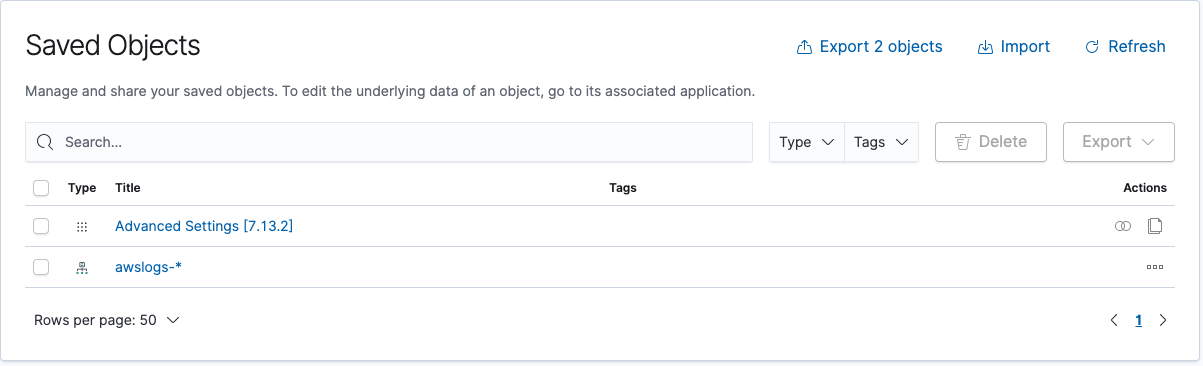 Saved Objects
Export 2 objects
Import
Refresh
Manage and share your saved objects. To edit the underlying data of an object, go to its associated application.
Search...
Type
Tags
Delete
Export
Type Title Tags Actions
Advanced Settings [7.13.2]
awslogs-*
Rows per page: 50
1